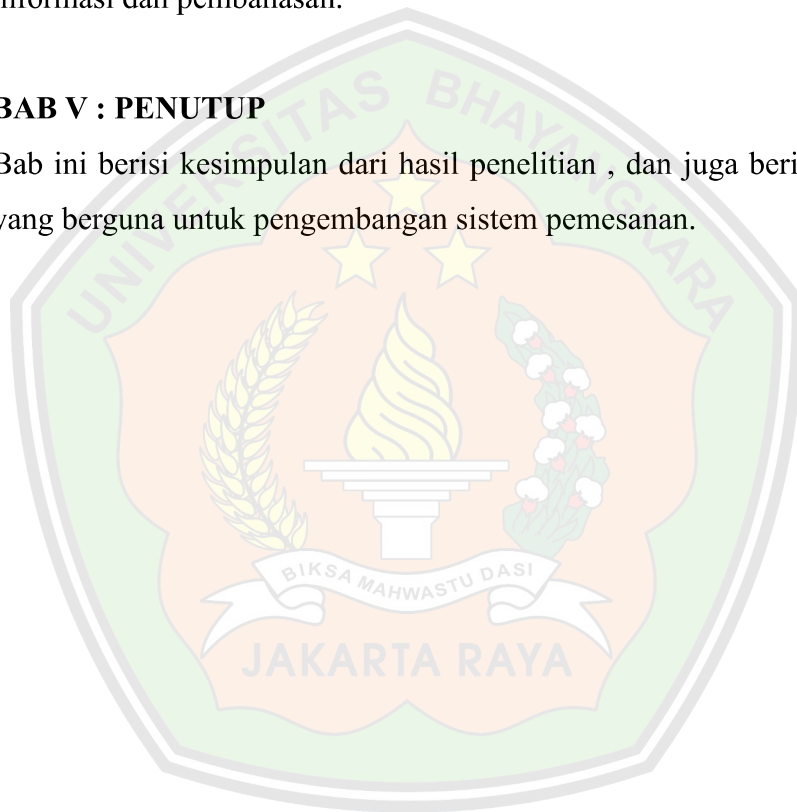 informasi dan pembahasan.
BAB V : PENUTUP
Bab ini berisi kesimpulan dari hasil penelitian , dan juga beri
yang berguna untuk pengembangan sistem pemesanan.
UNIVERSITAS BHAYANGKARA
BIKSA MAHWASTU DASI
JAKARTA RAYA